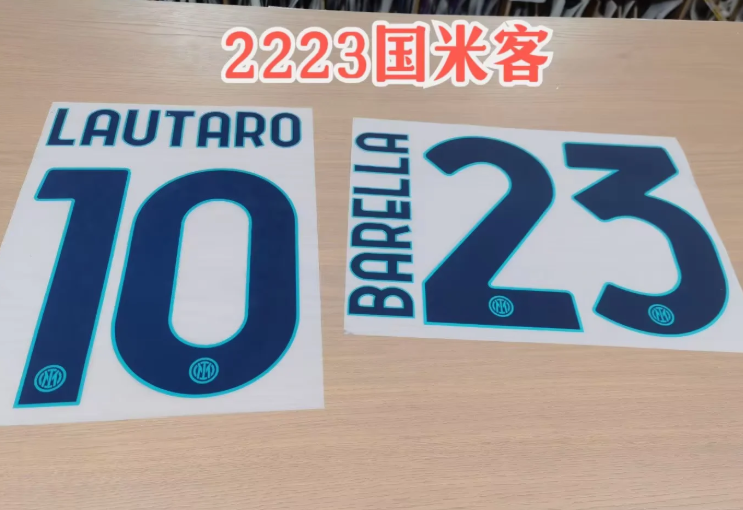 2223国米客
LAUTARO
10
BARELLA
23